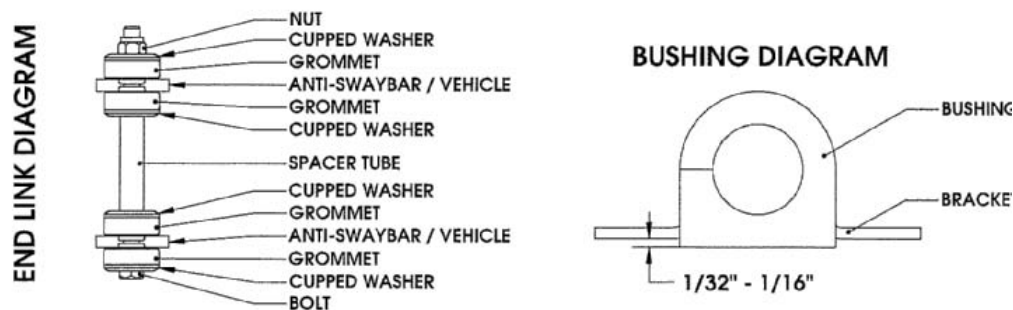 END LINK DIAGRAM
NUT
CUPPED WASHER
GROMMET
ANTI-SWAYBAR / VEHICLE
GROMMET
CUPPED WASHER
SPACER TUBE
CUPPED WASHER
GROMMET
ANTI-SWAYBAR / VEHICLE
GROMMET
CUPPED WASHER
BOLT
BUSHING DIAGRAM
BUSHING
BRACKET
1/32" - 1/16"